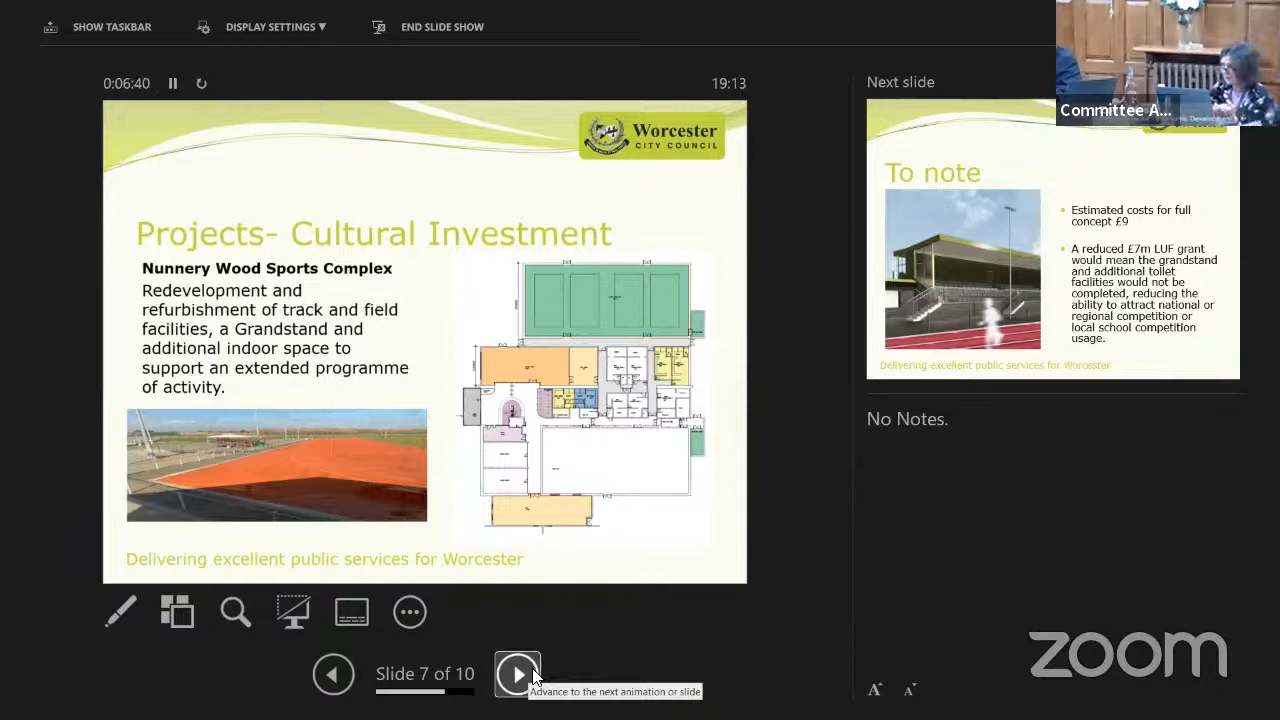 SHOW TASKBAR
DISPLAY SETTINGS ▼
END SLIDE SHOW
0:06:40
19:13
Next slide
Committee A...
Worcester
CITY COUNCIL
Projects- Cultural Investment
Nunnery Wood Sports Complex
Redevelopment and
refurbishment of track and field
facilities, a Grandstand and
additional indoor space to
support an extended programme
of activity.
Delivering excellent public services for Worcester
To note
• Estimated costs for full
concept £9
• A reduced £7m LUF grant
would mean the grandstand
and additional toilet
facilities would not be
completed, reducing the
ability to attract national or
regional competition or
local school competition
usage.
Delivering excellent public services for Worcester
No Notes.
Slide 7 of 10
Advance to the next animation or slide
A A
zoom